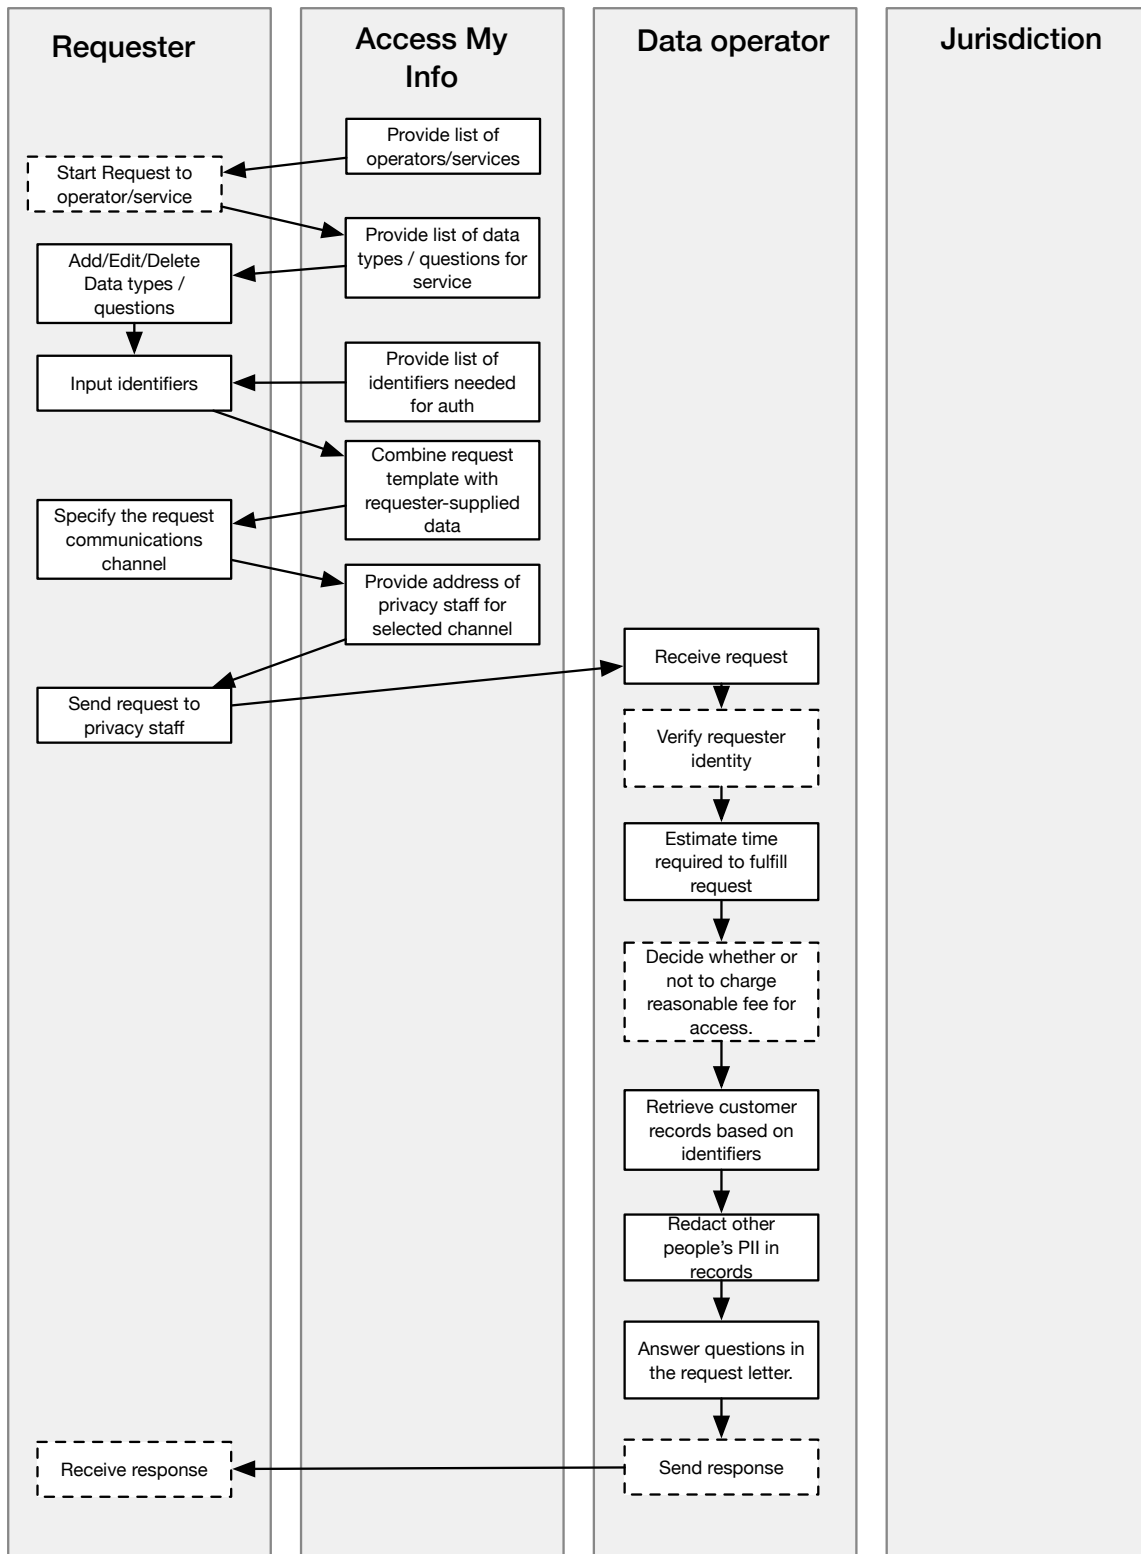 Requester
Access My
Info
Data operator
Jurisdiction
Provide list of
operators/services
Start Request to
operator/service
Provide list of data
types / questions for
service
Add/Edit/Delete
Data types /
questions
Provide list of
identifiers needed
for auth
Input identifiers
Combine request
template with
requester-supplied
data
Specify the request
communications
channel
Provide address of
privacy staff for
selected channel
Send request to
privacy staff
Receive request
Verify requester
identity
Estimate time
required to fulfill
request
Decide whether or
not to charge
reasonable fee for
access.
Retrieve customer
records based on
identifiers
Redact other
people’s PII in
records
Answer questions in
the request letter.
Send response
Receive response